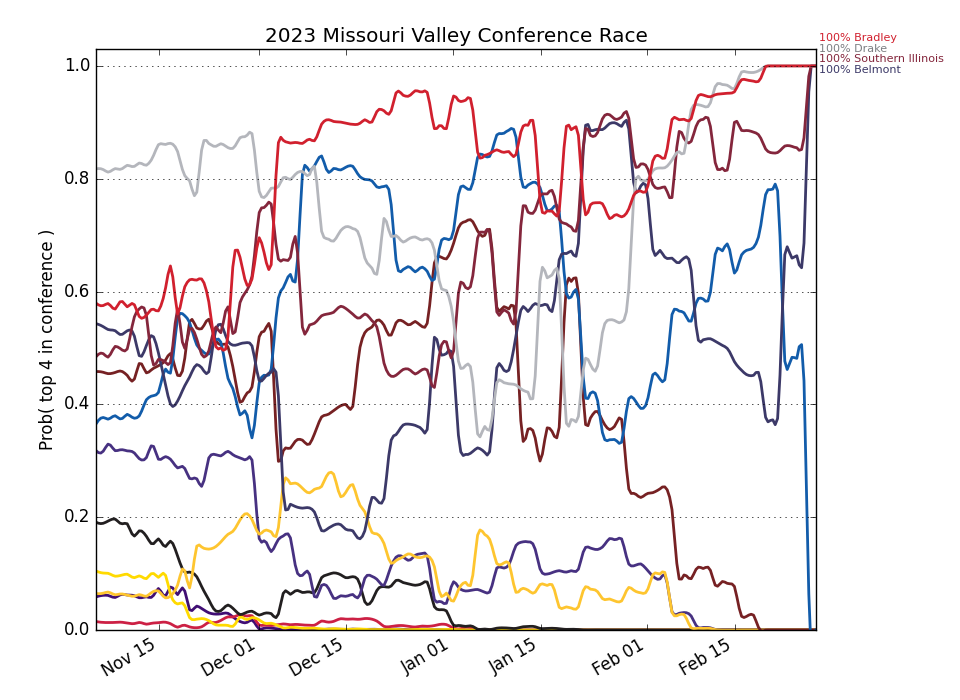 2023 Missouri Valley Conference Race
100% Bradley
100% Drake
100% Southern Illinois
100% Belmont
Prob( top 4 in conference )
1.0
0.8
0.6
0.4
0.2
0.0
Nov 15
Dec 01
Dec 15
Jan 01
Jan 15
Feb 01
Feb 15